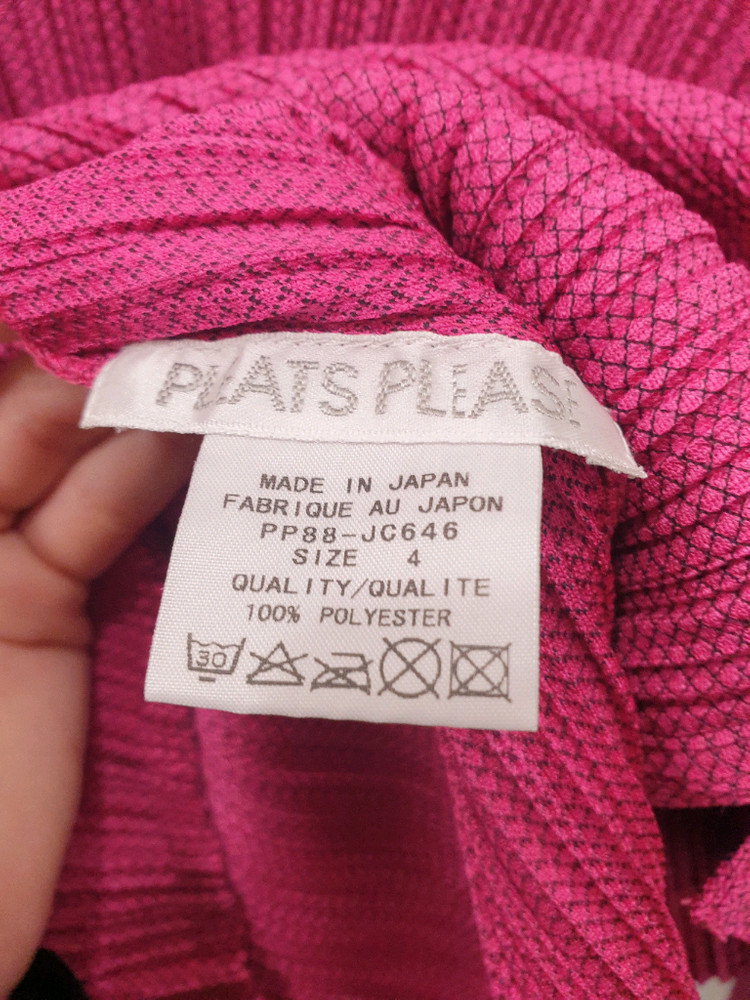 PLEATS PLEASE
MADE IN JAPAN
FABRIQUE AU JAPON
PP88-JC646
SIZE 4
QUALITY/QUALITE
100% POLYESTER
30